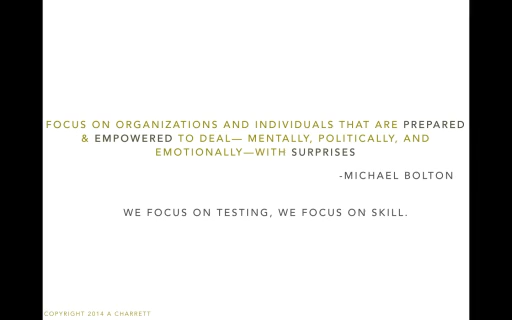 FOCUS ON ORGANIZATIONS AND INDIVIDUALS THAT ARE PREPARED
& EMPOWERED TO DEAL— MENTALLY, POLITICALLY, AND
EMOTIONALLY—WITH SURPRISES
-MICHAEL BOLTON
WE FOCUS ON TESTING, WE FOCUS ON SKILL.
COPYRIGHT 2014 A CHARRETT